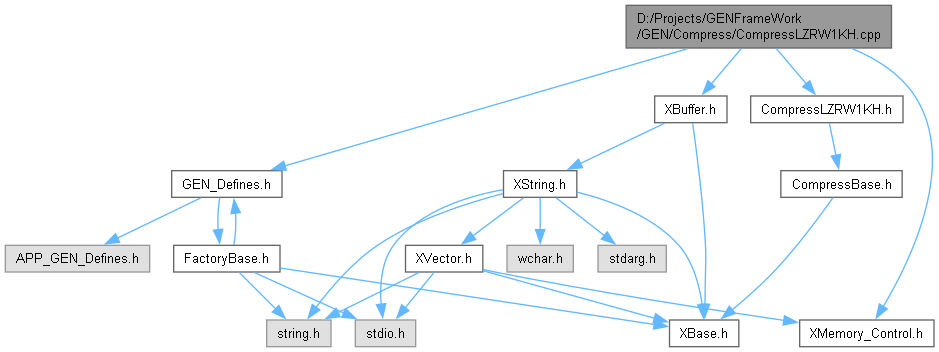 D:/Projects/GENFrameWork
/GEN/Compress/CompressLZRW1KH.cpp
XBuffer.h
CompressLZRW1KH.h
GEN_Defines.h
XString.h
CompressBase.h
APP_GEN_Defines.h
FactoryBase.h
XVector.h
wchar.h
stdarg.h
string.h
stdio.h
XBase.h
XMemory_Control.h